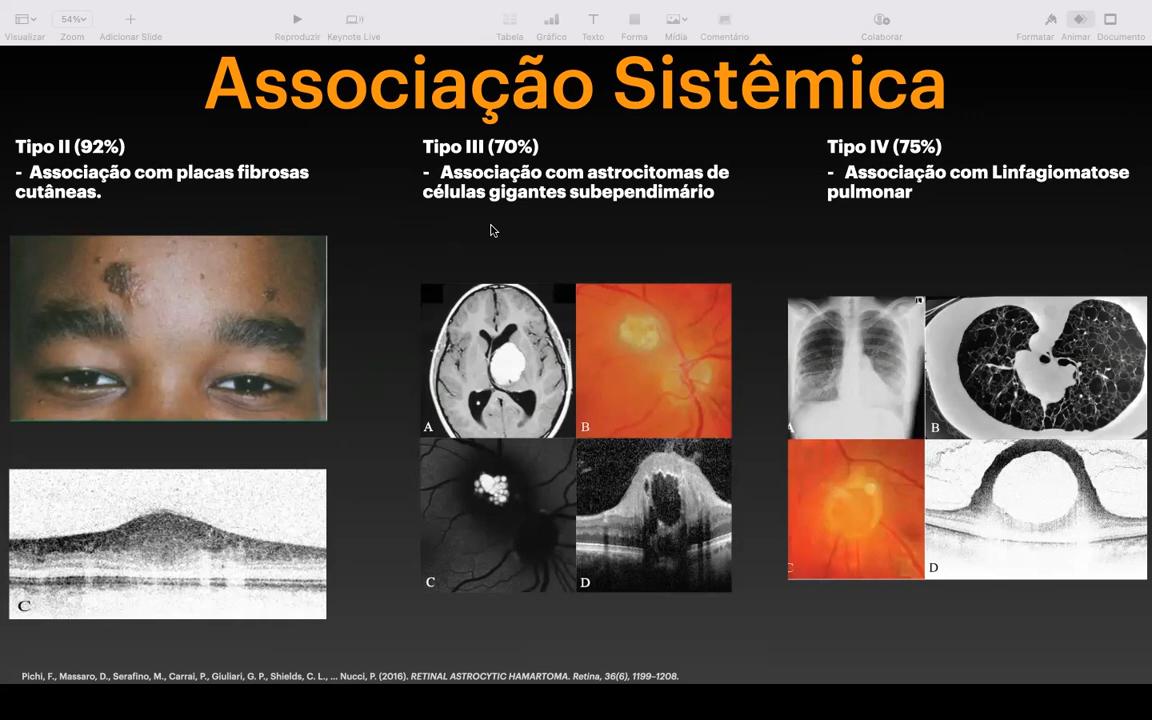 Visualizar
54%
Zoom
Adicionar Slide
Reproduzir
Keynote Live
Tabela
Gráfico
Texto
Forma
Mídia
Comentário
Colaborar
Formatar
Animar
Documento
Associação Sistêmica
Tipo II (92%)
- Associação com placas fibrosas
cutâneas.
C
Tipo III (70%)
- Associação com astrocitomas de
células gigantes subependimário
A
B
C
D
Tipo IV (75%)
- Associação com Linfagiomatose
pulmonar
A
B
C
D
Pichi, F., Massaro, D., Serafino, M., Carrai, P., Giuliari, G. P., Shields, C. L., ... Nucci, P. (2016). RETINAL ASTROCYTIC HAMARTOMA. Retina, 36(6), 1199–1208.